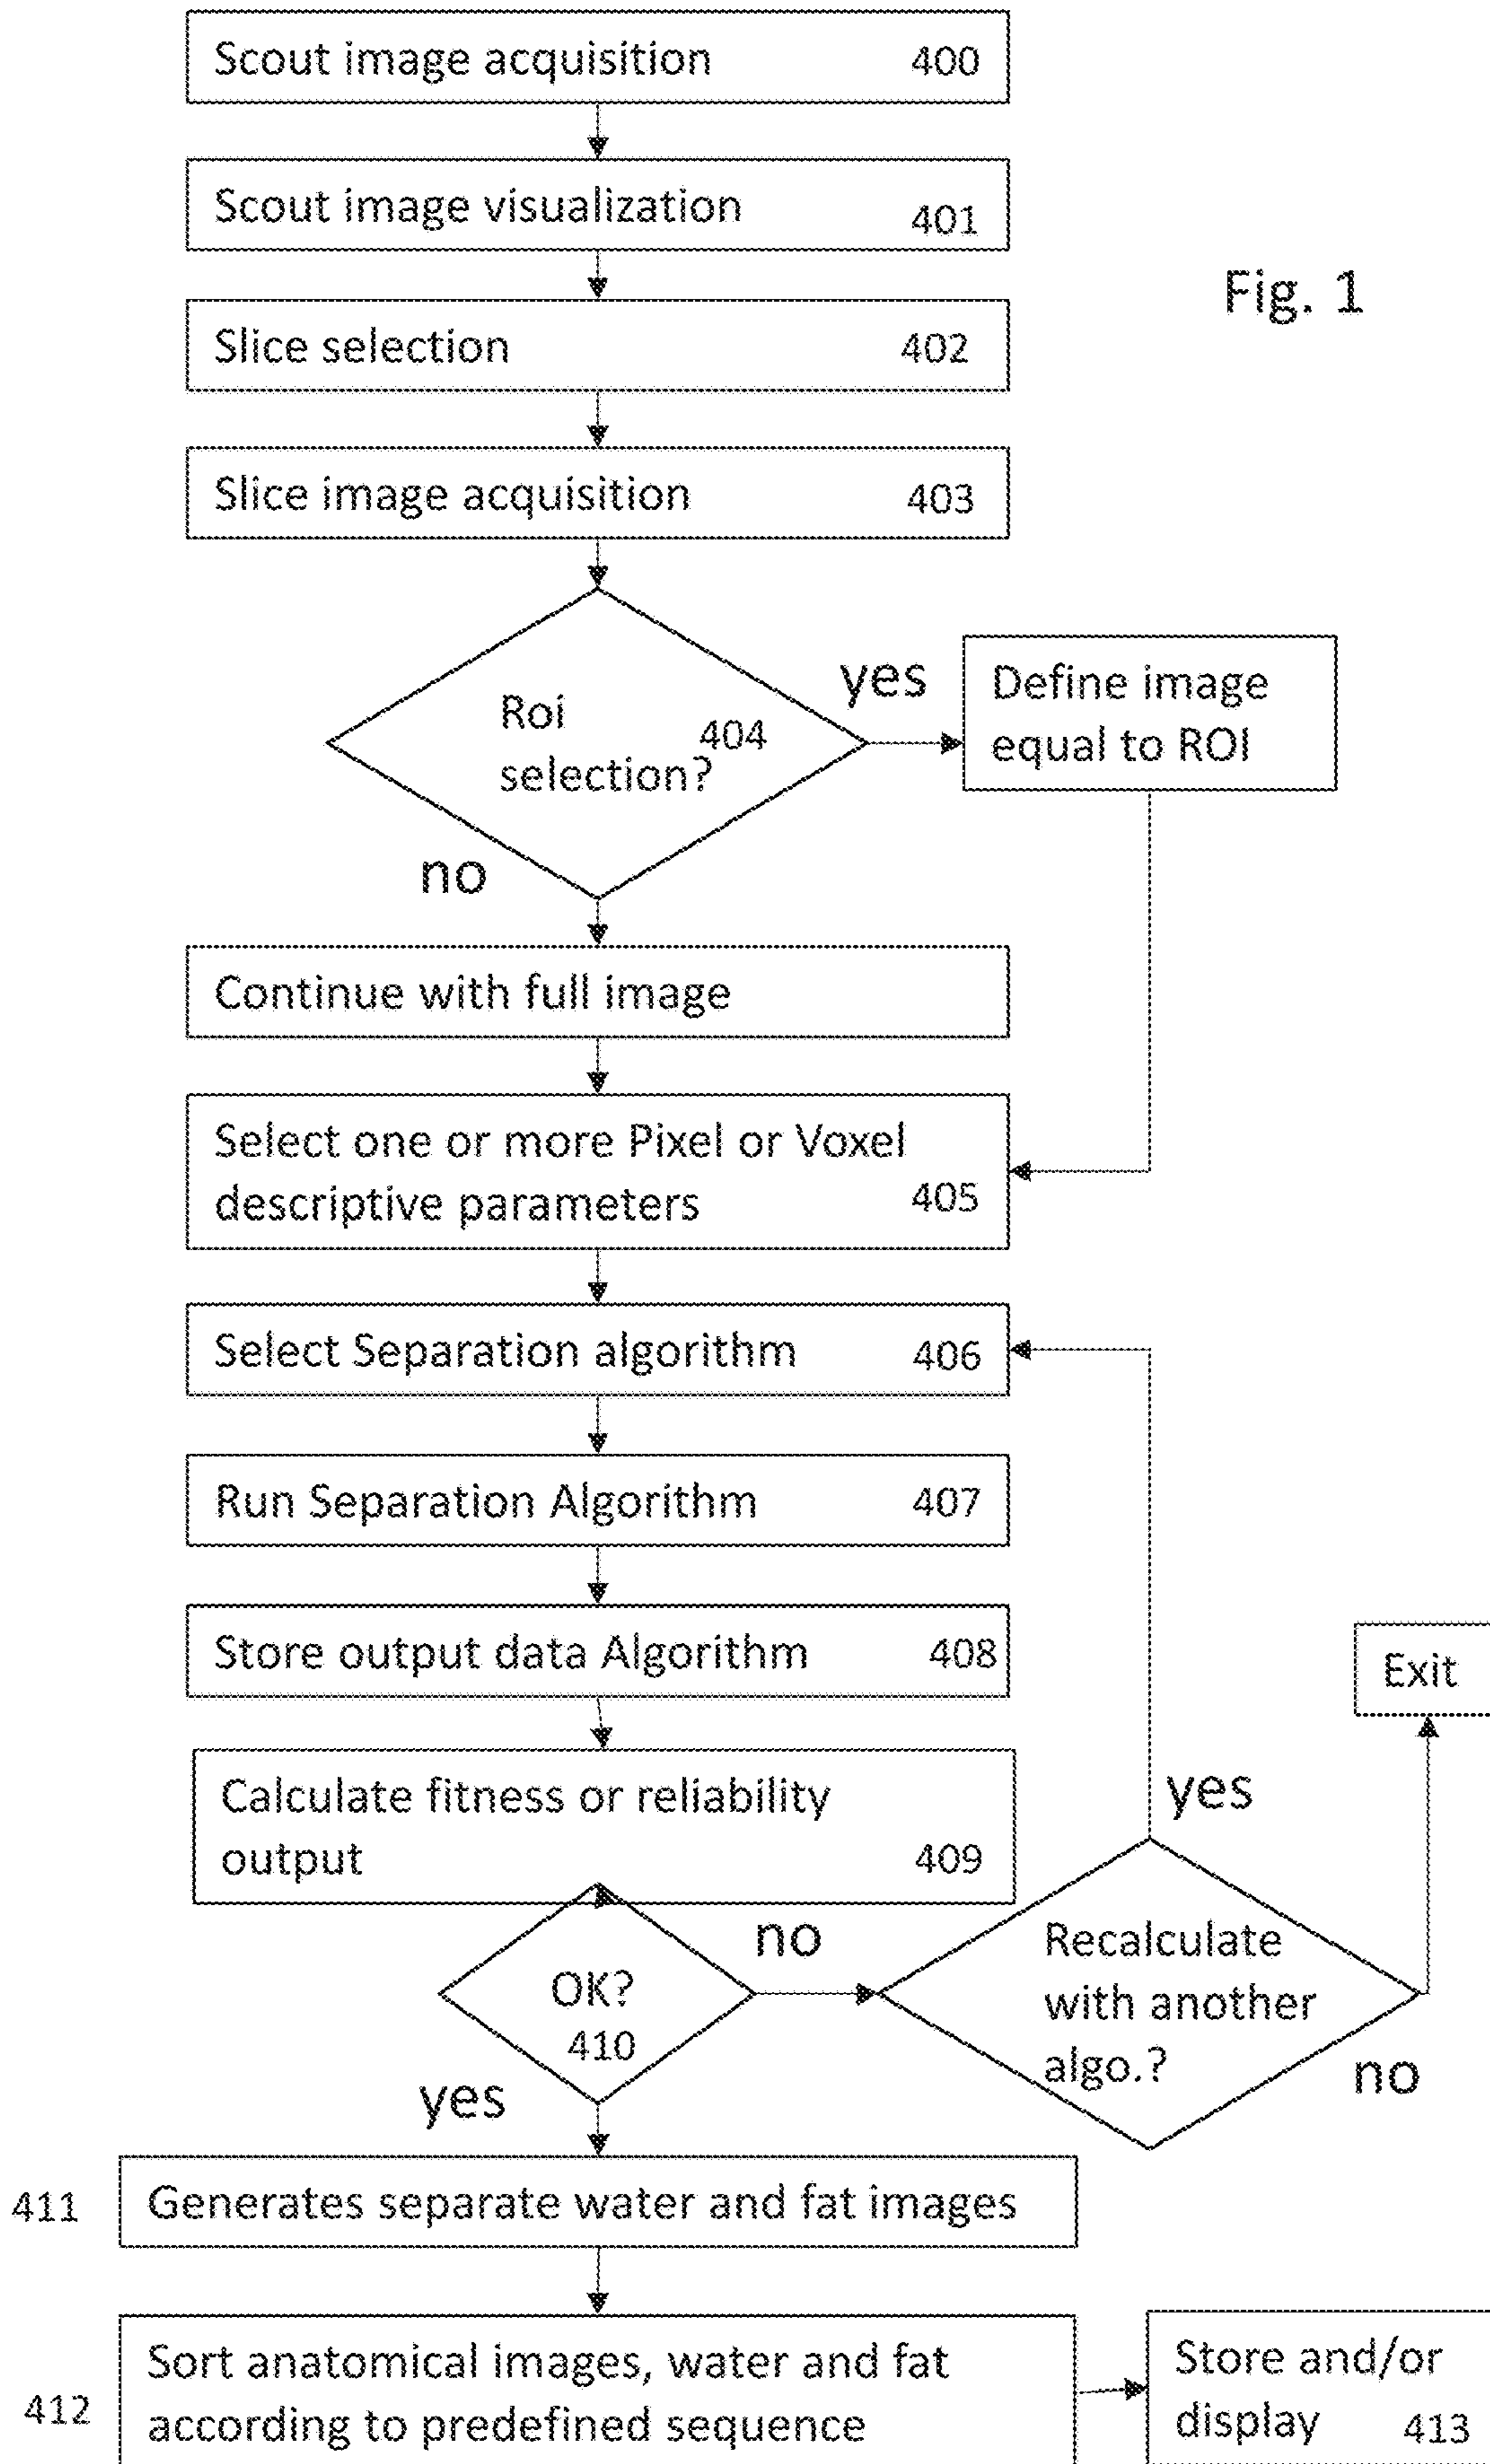 Scout image acquisition 400
Scout image visualization 401
Fig. 1
Slice selection 402
Slice image acquisition 403
yes
Define image
equal to ROI
Roi
selection?
404
no
Continue with full image
Select one or more Pixel or Voxel
descriptive parameters 405
Select Separation algorithm 406
Run Separation Algorithm 407
Store output data Algorithm 408
Exit
Calculate fitness or reliability
output 409
yes
no
OK?
410
Recalculate
with another
algo.?
yes
no
411 Generates separate water and fat images
412
Sort anatomical images, water and fat
according to predefined sequence
Store and/or
display 413